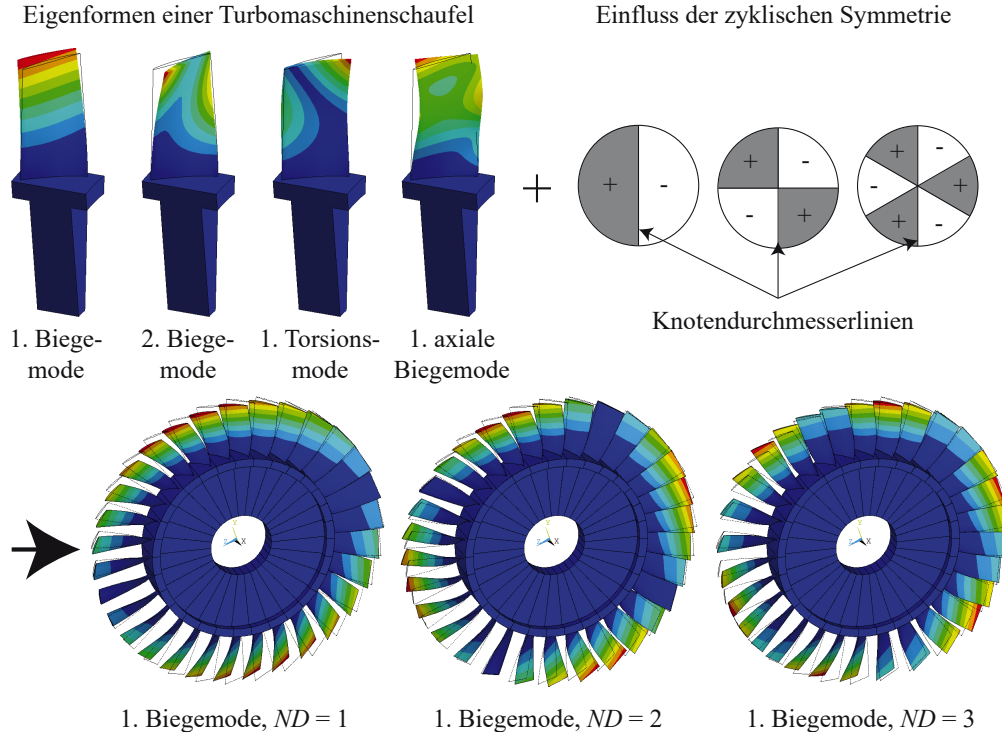 Eigenformen einer Turbomaschinenschaufel
Einfluss der zyklischen Symmetrie
+ - + - - + + - + - + -
+
1. Biege-
mode
2. Biege-
mode
1. Torsions-
mode
1. axiale
Biegemode
Knotendurchmesserlinien
Y
Z
X
Y
Z
X
Y
Z
X
1. Biegemode, ND = 1
1. Biegemode, ND = 2
1. Biegemode, ND = 3